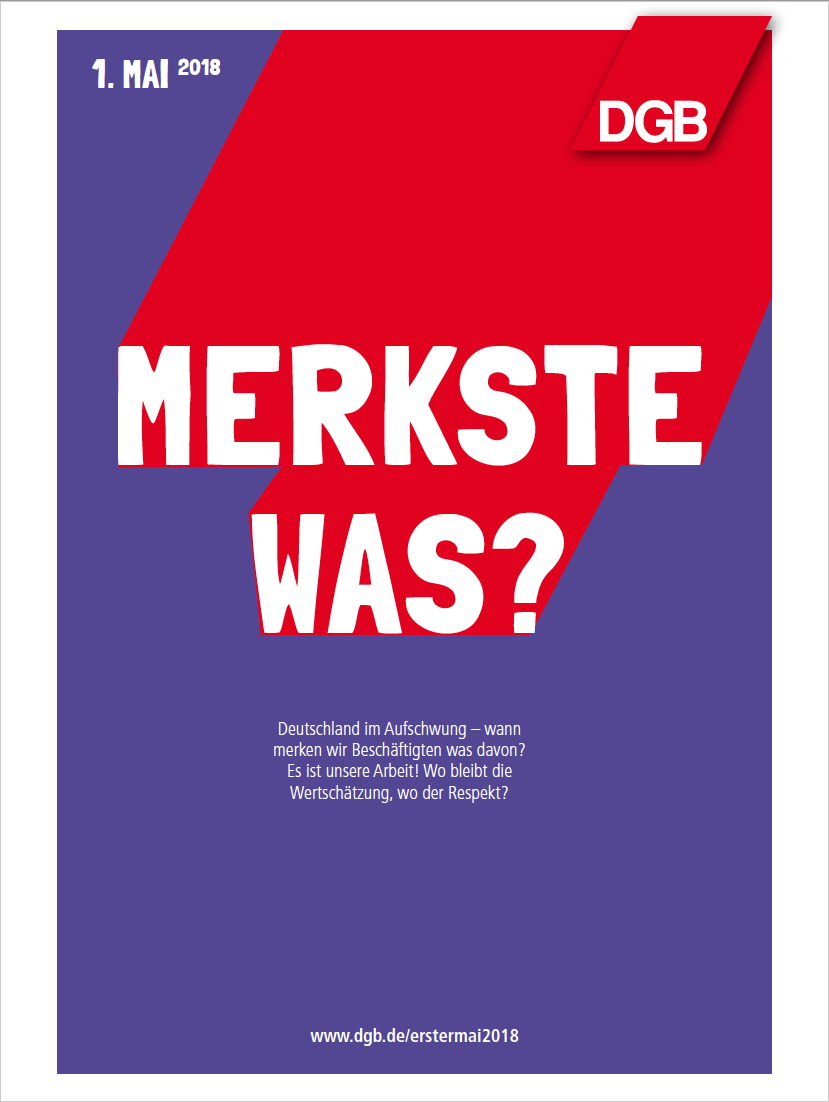 1. MAI 2018
DGB
MERKSTE
WAS?
Deutschland im Aufschwung – wann
merken wir Beschäftigten was davon?
Es ist unsere Arbeit! Wo bleibt die
Wertschätzung, wo der Respekt?
www.dgb.de/erstermai2018